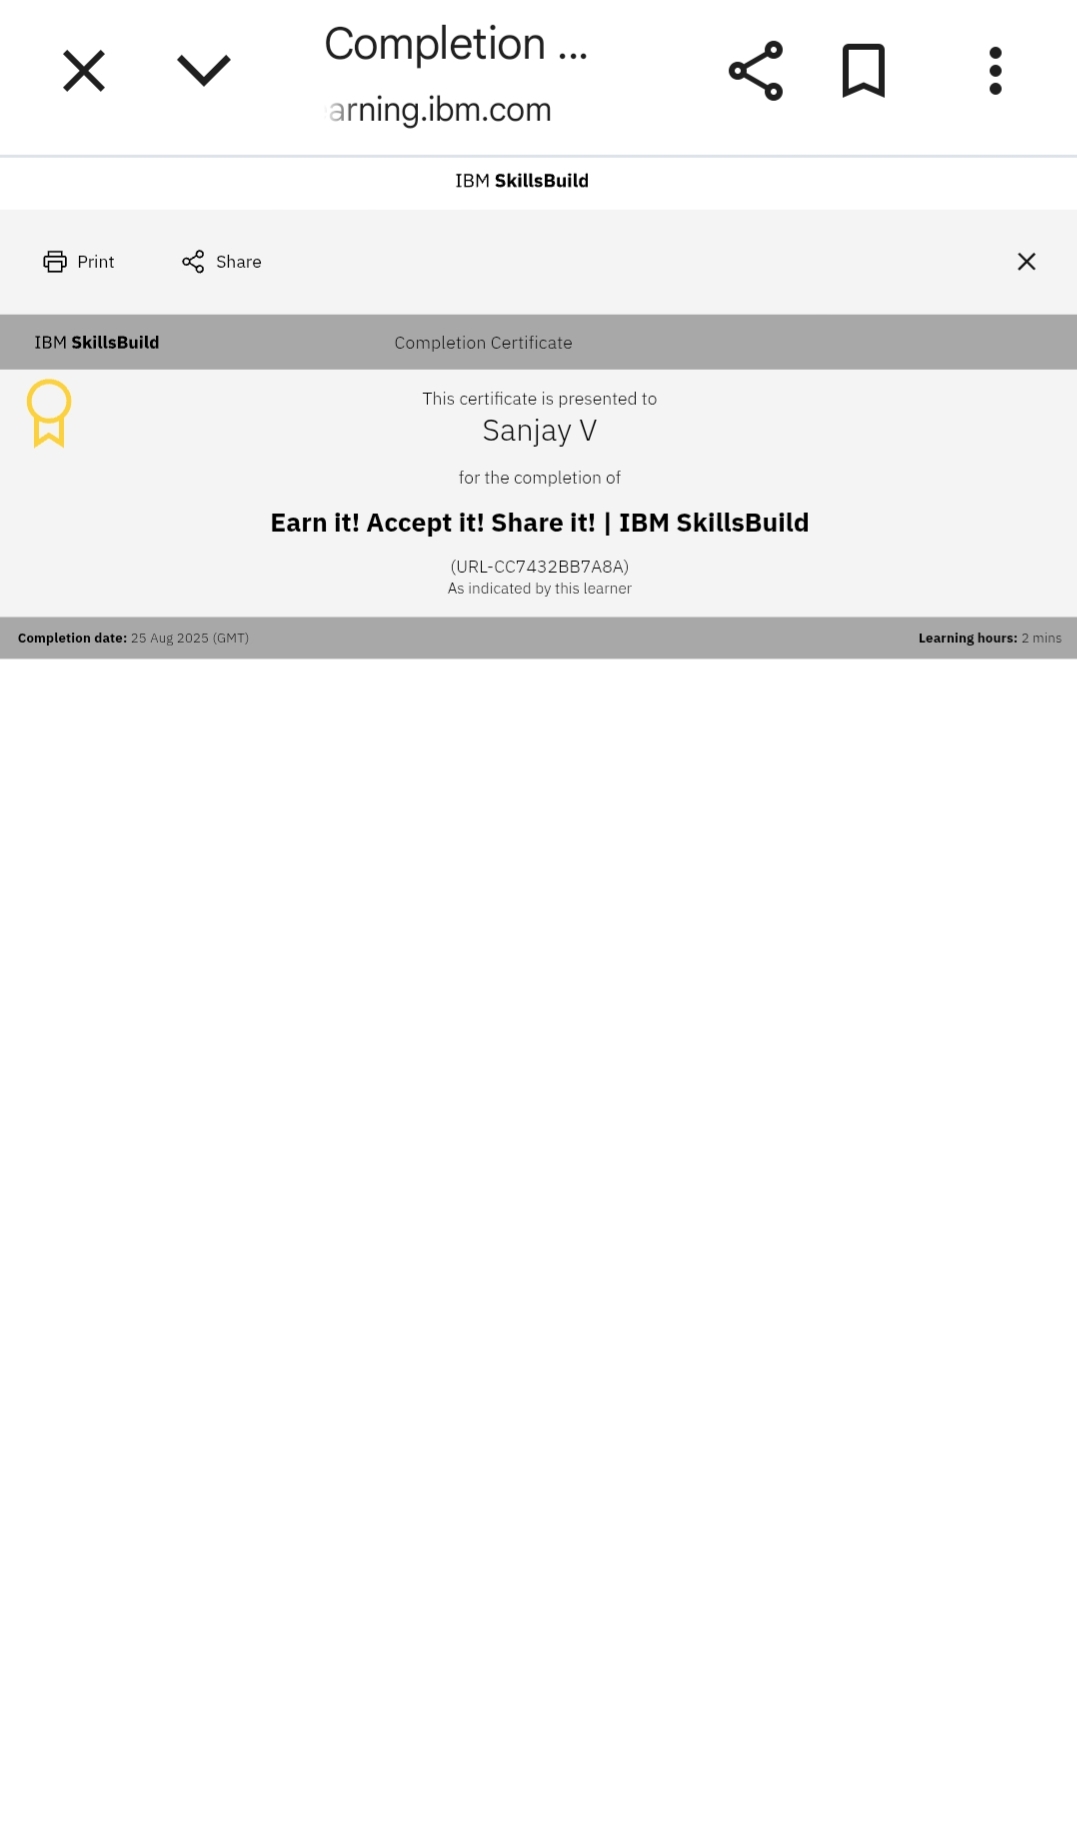 Completion ...
arning.ibm.com
IBM SkillsBuild
Print Share
IBM SkillsBuild Completion Certificate
This certificate is presented to
Sanjay V
for the completion of
Earn it! Accept it! Share it! | IBM SkillsBuild
(URL-CC7432BB7A8A)
As indicated by this learner
Completion date: 25 Aug 2025 (GMT) Learning hours: 2 mins